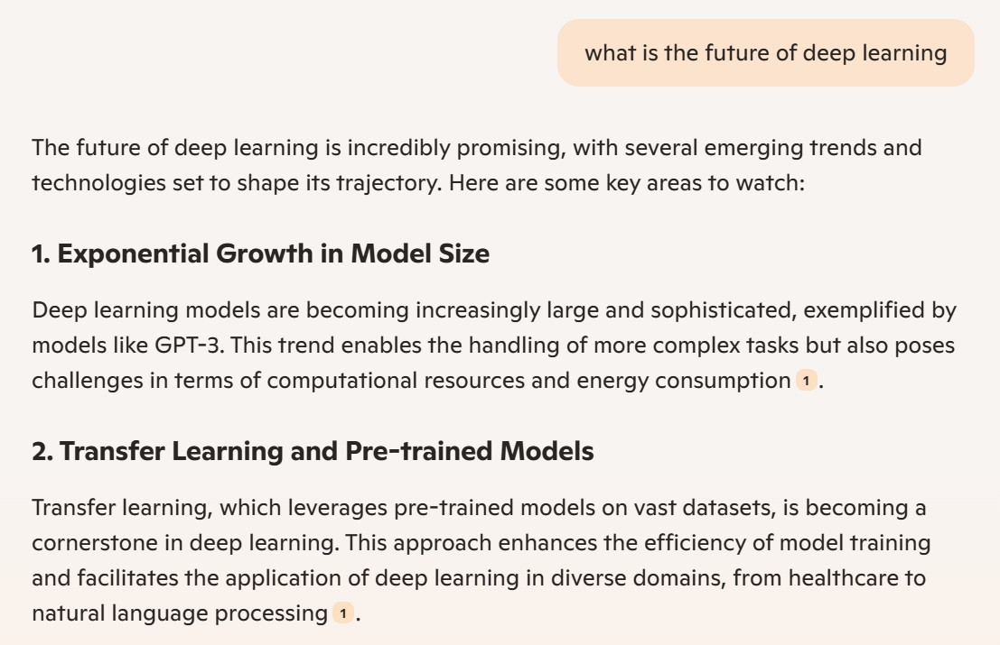 what is the future of deep learning
The future of deep learning is incredibly promising, with several emerging trends and
technologies set to shape its trajectory. Here are some key areas to watch:
1. Exponential Growth in Model Size
Deep learning models are becoming increasingly large and sophisticated, exemplified by
models like GPT-3. This trend enables the handling of more complex tasks but also poses
challenges in terms of computational resources and energy consumption 1 .
2. Transfer Learning and Pre-trained Models
Transfer learning, which leverages pre-trained models on vast datasets, is becoming a
cornerstone in deep learning. This approach enhances the efficiency of model training
and facilitates the application of deep learning in diverse domains, from healthcare to
natural language processing 1 .